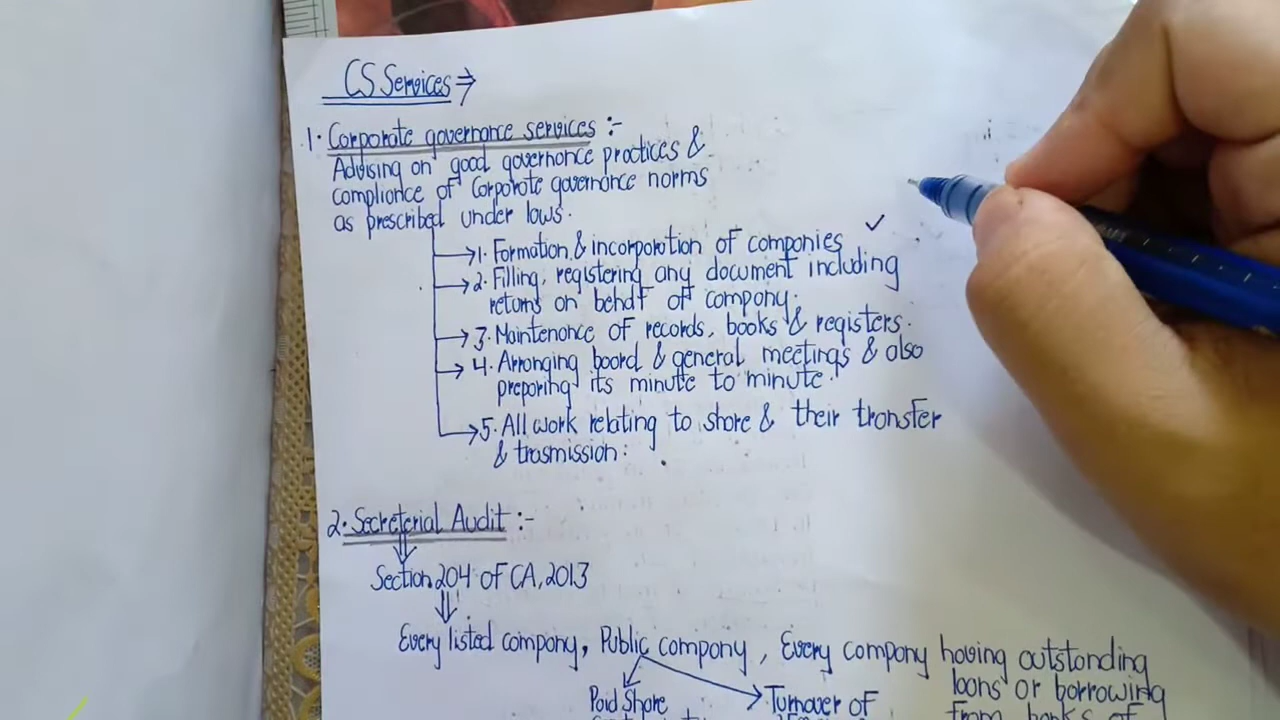 CS Services →
1. Corporate governance services :-
Advising on good governance practices &
compliance of Corporate governance norms
as prescribed under laws.
→ 1. Formation & incorporation of companies ✓
→ 2. Filling, registering any document including
returns on behalf of company.
→ 3. Maintenance of records, books & registers.
→ 4. Arranging board & general meetings & also
preparing its minute to minute.
→ 5. All work relating to share & their transfer
& trasmission.
2. Secreterial Audit :-
Section 204 of CA, 2013
Every listed company, Public company, Every company having outstanding
loans or borrowing
Paid Share → Turnover of from banks of